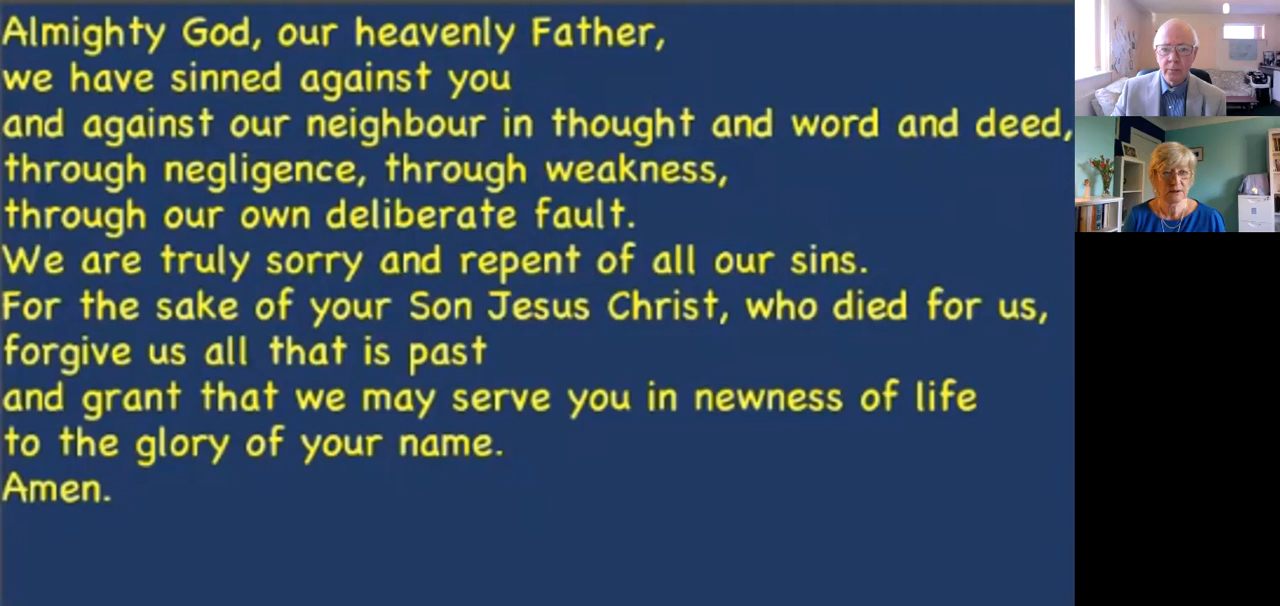 Almighty God, our heavenly Father,
we have sinned against you
and against our neighbour in thought and word and deed,
through negligence, through weakness,
through our own deliberate fault.
We are truly sorry and repent of all our sins.
For the sake of your Son Jesus Christ, who died for us,
forgive us all that is past
and grant that we may serve you in newness of life
to the glory of your name.
Amen.